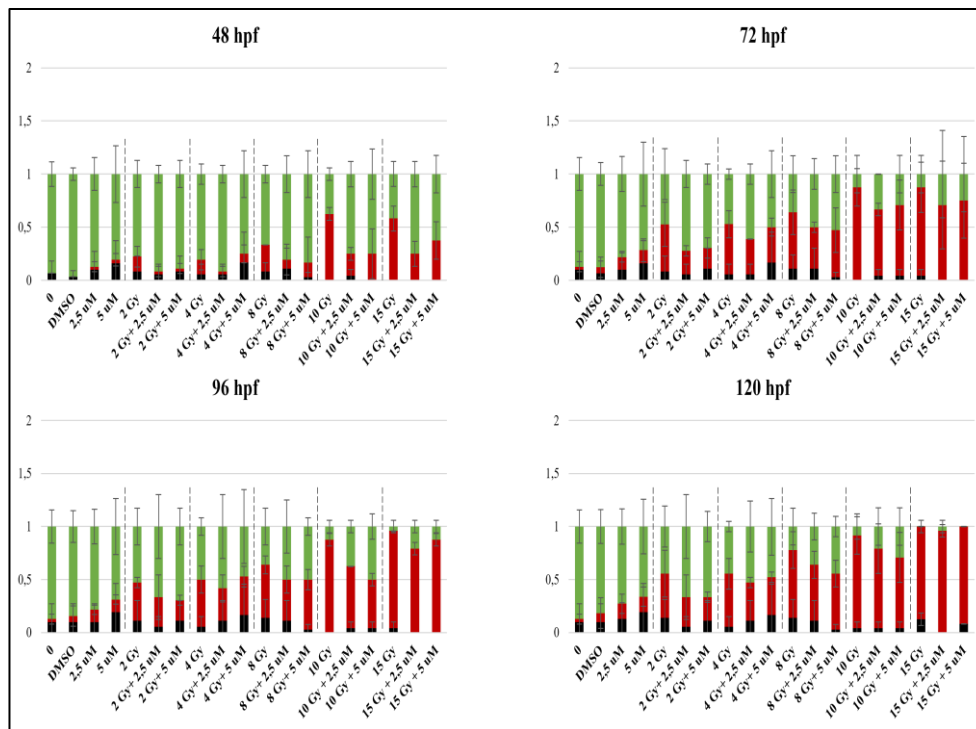 48 hpf
2
1,5
1
0,5
0
0
DMSO
2,5 uM
5 uM
2 Gy
2 Gy+ 2,5 uM
2 Gy + 5 uM
4 Gy
4 Gy+ 2,5 uM
4 Gy + 5 uM
8 Gy
8 Gy+ 2,5 uM
8 Gy + 5 uM
10 Gy
10 Gy + 2,5 uM
10 Gy + 5 uM
15 Gy
15 Gy + 2,5 uM
15 Gy + 5 uM
72 hpf
2
1,5
1
0,5
0
0
DMSO
2,5 uM
5 uM
2 Gy
2 Gy+ 2,5 uM
2 Gy + 5 uM
4 Gy
4 Gy+ 2,5 uM
4 Gy + 5 uM
8 Gy
8 Gy+ 2,5 uM
8 Gy + 5 uM
10 Gy
10 Gy + 2,5 uM
10 Gy + 5 uM
15 Gy
15 Gy + 2,5 uM
15 Gy + 5 uM
96 hpf
2
1,5
1
0,5
0
0
DMSO
2,5 uM
5 uM
2 Gy
2 Gy+ 2,5 uM
2 Gy + 5 uM
4 Gy
4 Gy+ 2,5 uM
4 Gy + 5 uM
8 Gy
8 Gy+ 2,5 uM
8 Gy + 5 uM
10 Gy
10 Gy + 2,5 uM
10 Gy + 5 uM
15 Gy
15 Gy + 2,5 uM
15 Gy + 5 uM
120 hpf
2
1,5
1
0,5
0
0
DMSO
2,5 uM
5 uM
2 Gy
2 Gy+ 2,5 uM
2 Gy + 5 uM
4 Gy
4 Gy+ 2,5 uM
4 Gy + 5 uM
8 Gy
8 Gy+ 2,5 uM
8 Gy + 5 uM
10 Gy
10 Gy + 2,5 uM
10 Gy + 5 uM
15 Gy
15 Gy + 2,5 uM
15 Gy + 5 uM